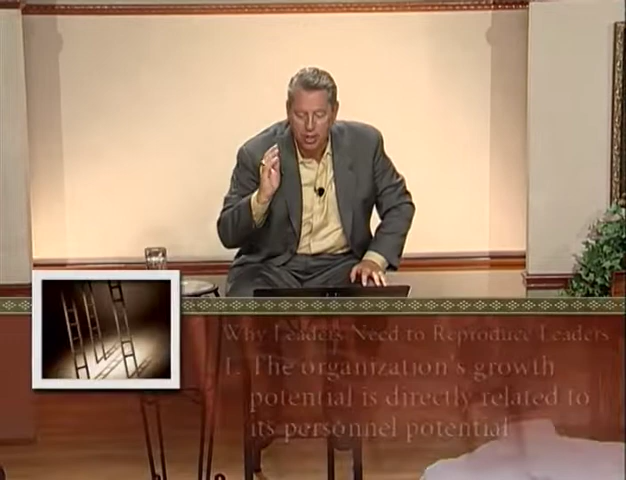 Why Leaders Need to Reproduce Leaders
1. The organization's growth
potential is directly related to
its personnel potential